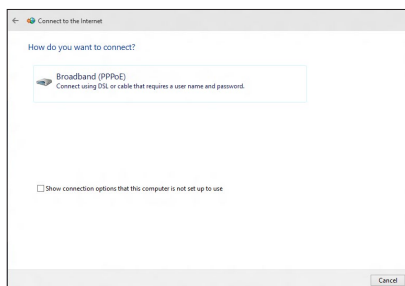 Connect to the Internet
How do you want to connect?
Broadband (PPPoE)
Connect using DSL or cable that requires a user name and password.
Show connection options that this computer is not set up to use
Cancel